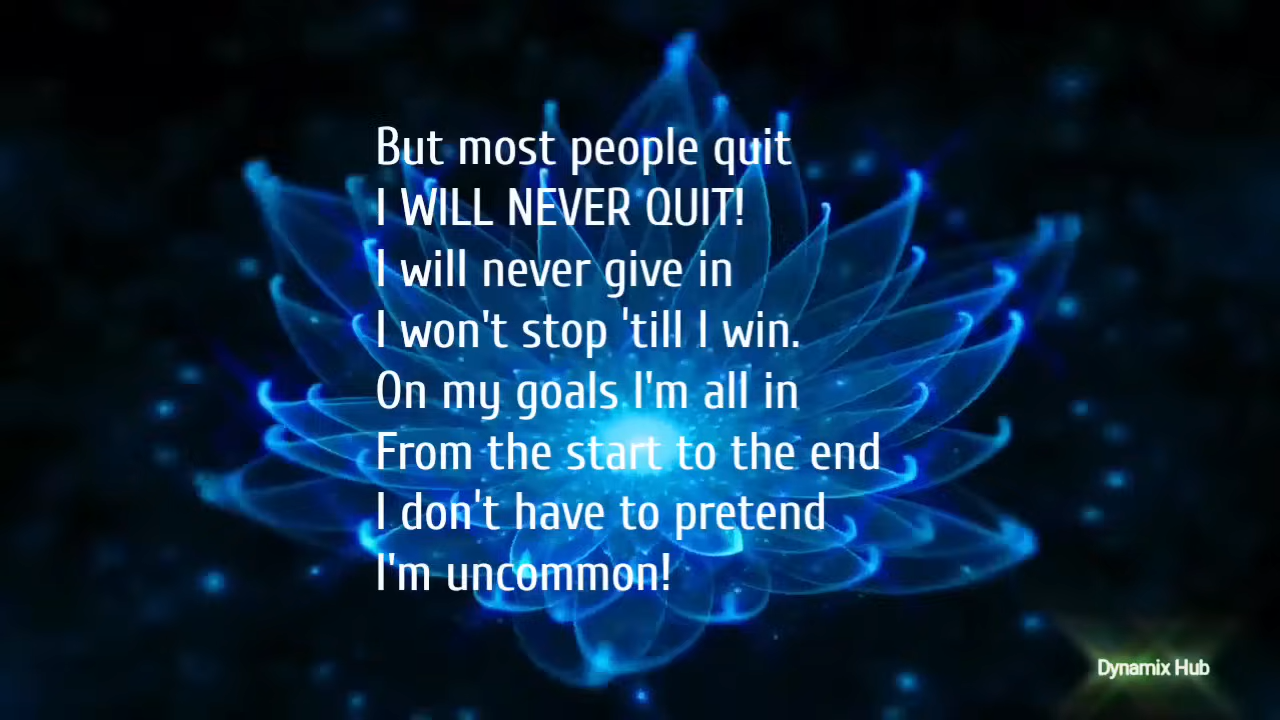 But most people quit
I WILL NEVER QUIT!
I will never give in
I won't stop 'till I win.
On my goals I'm all in
From the start to the end
I don't have to pretend
I'm uncommon!
Dynamix Hub